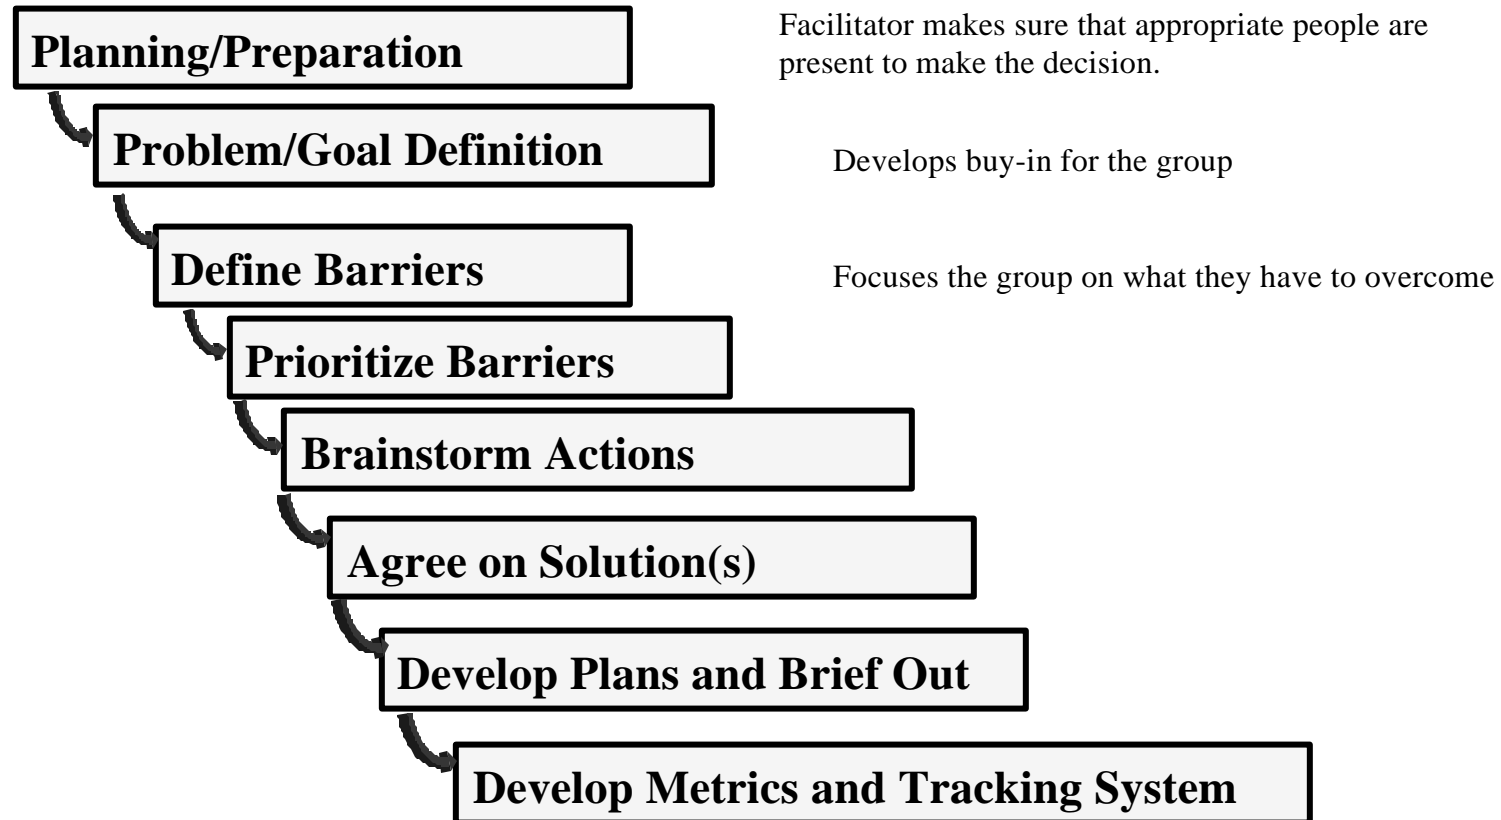 Planning/Preparation
Facilitator makes sure that appropriate people are
present to make the decision.
Problem/Goal Definition
Develops buy-in for the group
Define Barriers
Focuses the group on what they have to overcome
Prioritize Barriers
Brainstorm Actions
Agree on Solution(s)
Develop Plans and Brief Out
Develop Metrics and Tracking System